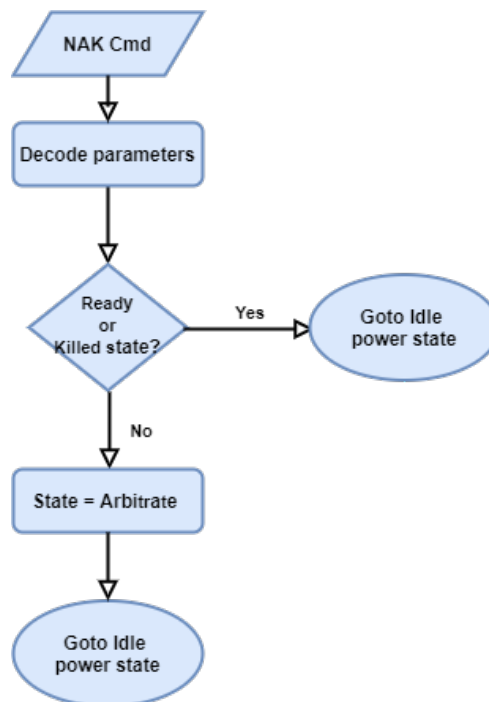 NAK Cmd
Decode parameters
Ready
or
Killed state?
Yes
Goto Idle
power state
No
State = Arbitrate
Goto Idle
power state